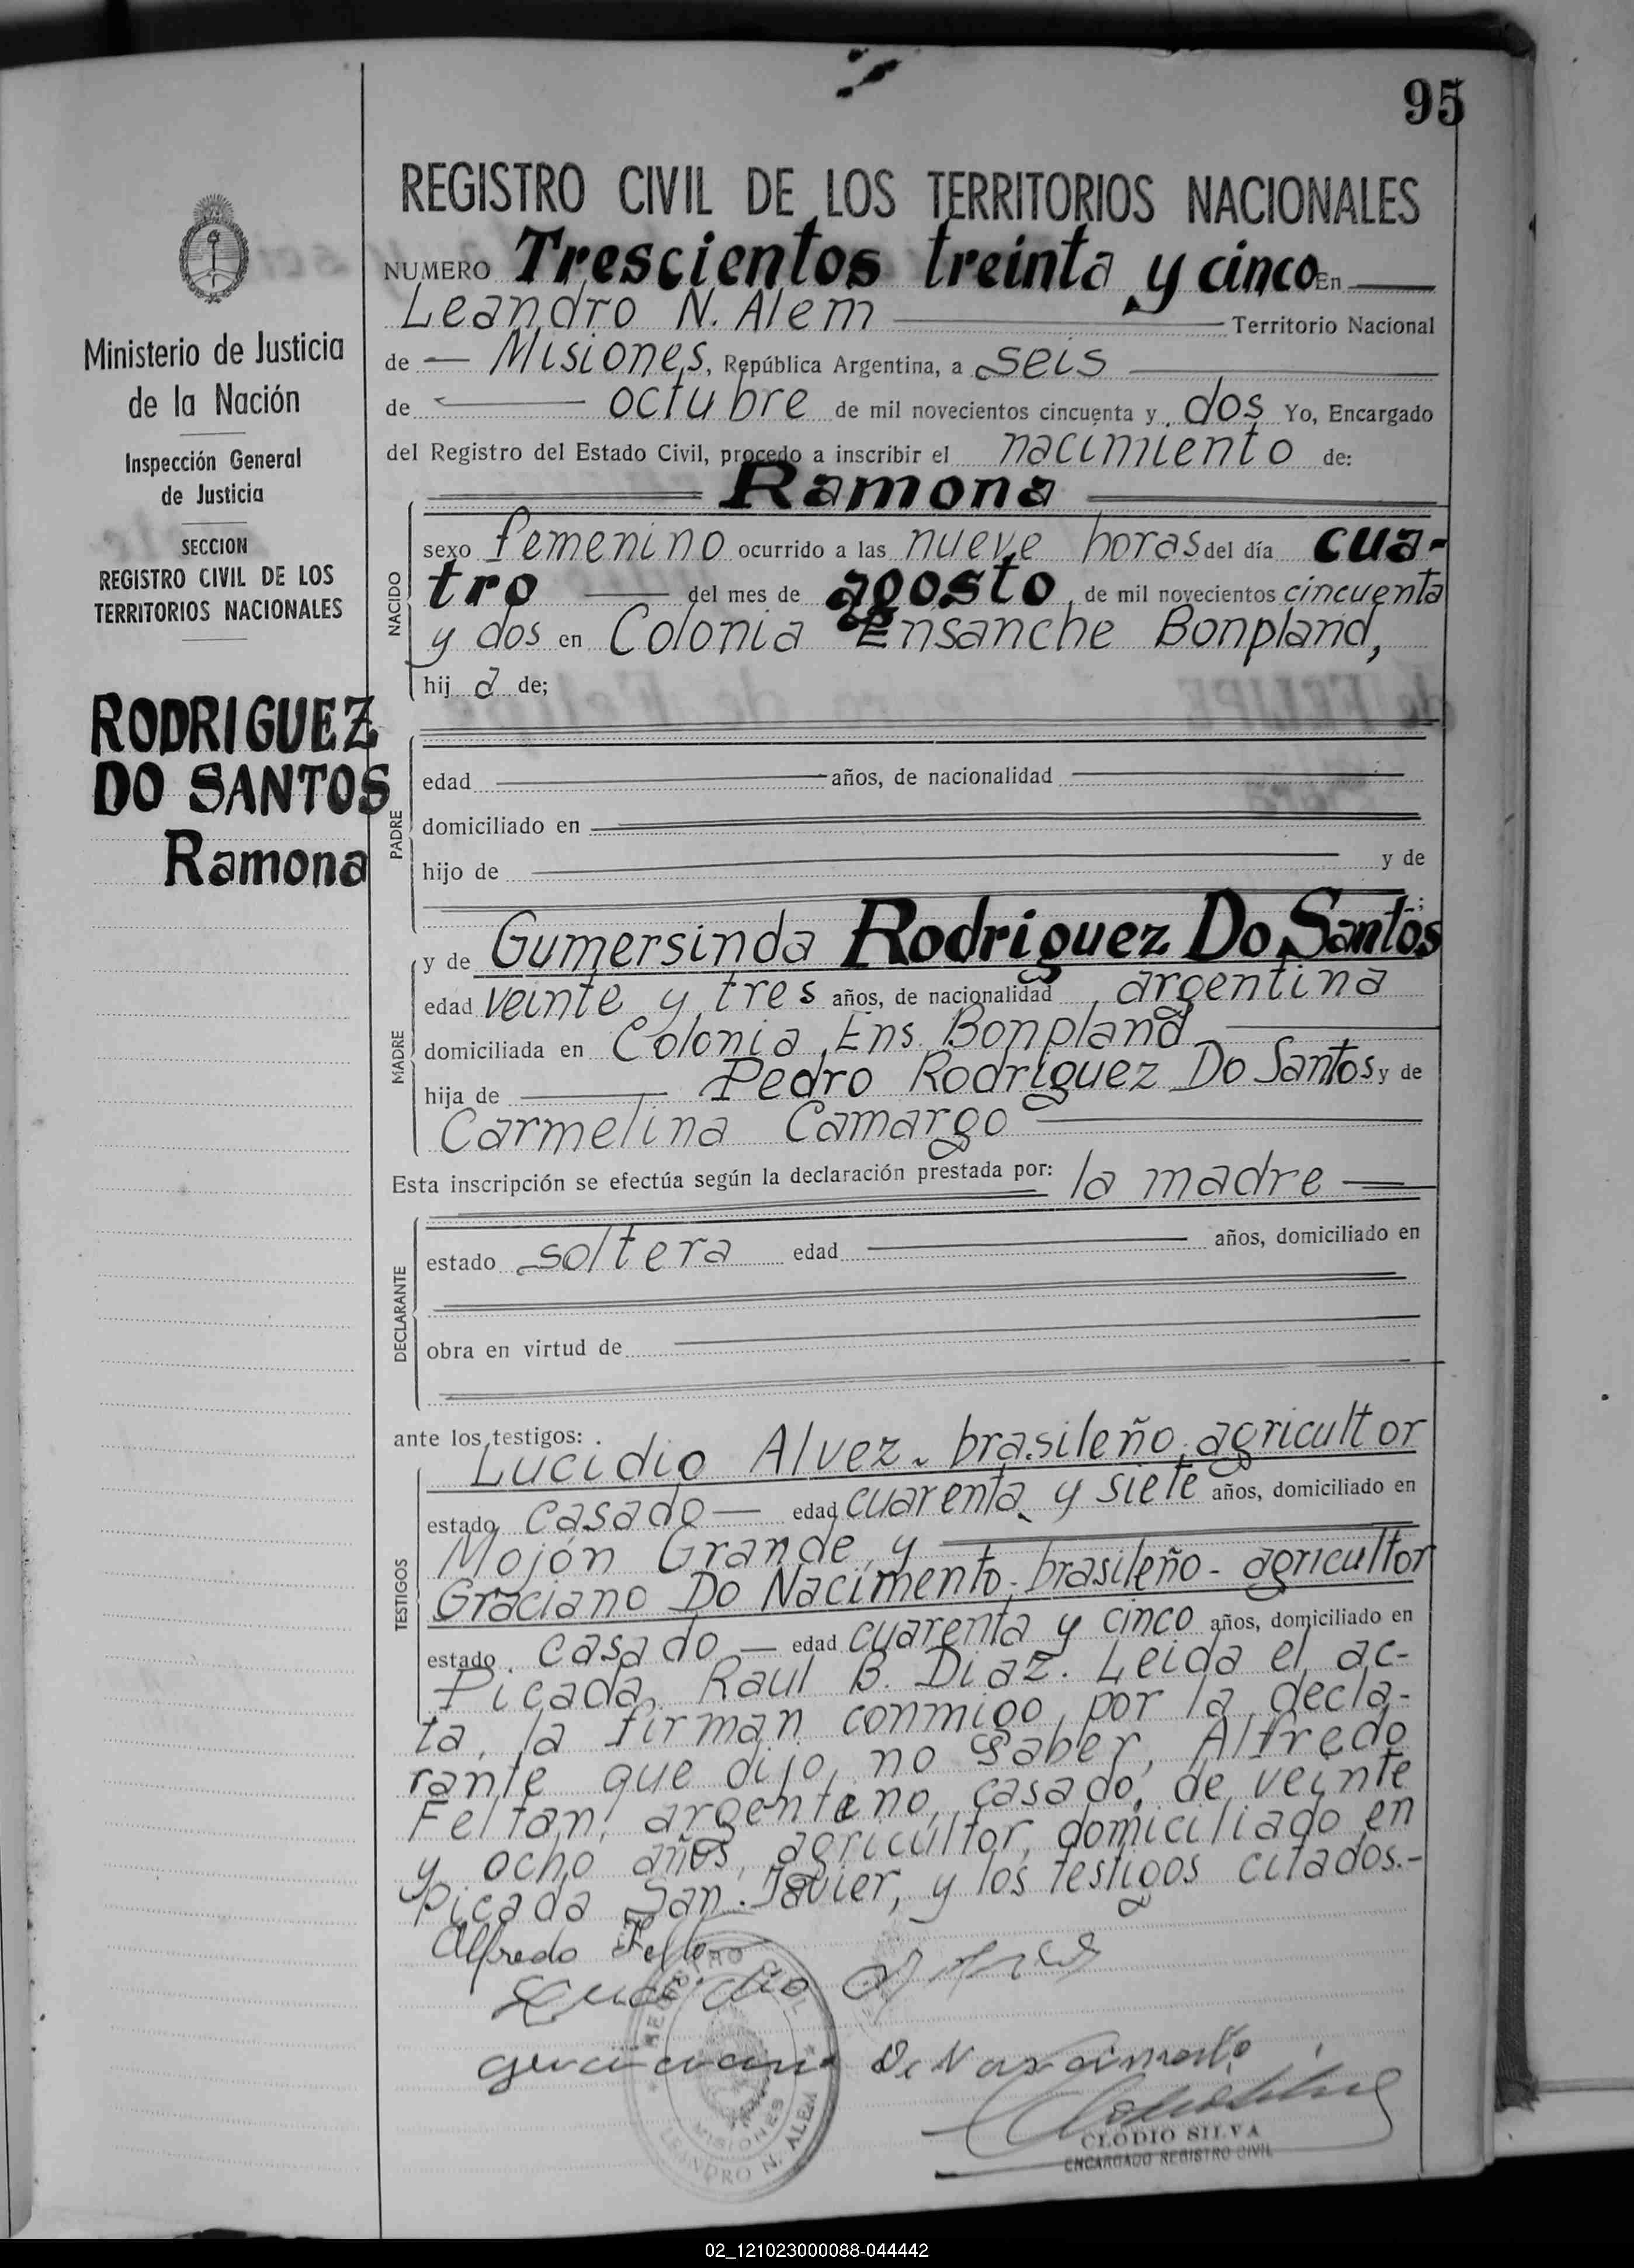 95
REGISTRO CIVIL DE LOS TERRITORIOS NACIONALES
NUMERO Trescientos treinta y cinco En
Leandro N. Alem Territorio Nacional
de Misiones, República Argentina, a seis
de octubre de mil novecientos cincuenta y dos Yo, Encargado
del Registro del Estado Civil, procedo a inscribir el nacimiento de:
Ramona
NACIDO
sexo femenino ocurrido a las nueve horas del día cua-
tro del mes de agosto de mil novecientos cincuenta
y dos en Colonia Ensanche Bonpland,
hij a de;
PADRE
edad años, de nacionalidad
domiciliado en
hijo de y de
MADRE
y de Gumersinda Rodriguez Do Santos
edad veinte y tres años, de nacionalidad argentina
domiciliada en Colonia Ens. Bonpland
hija de Pedro Rodriguez Do Santos y de
Carmelina Camargo
Esta inscripción se efectúa según la declaración prestada por: la madre
DECLARANTE
estado soltera edad años, domiciliado en
obra en virtud de
ante los testigos:
TESTIGOS
Lucidio Alvez - brasileño - agricultor
estado casado edad cuarenta y siete años, domiciliado en
Mojón Grande, y
Graciano Do Nacimento - brasileño - agricultor
estado casado edad cuarenta y cinco años, domiciliado en
Picada Raul B. Diaz. Leida el ac-
ta, la firman conmigo, por la decla-
rante que dijo no saber, Alfredo
Feltan, argentino, casado, de veinte
y ocho años, agricultor, domiciliado en
Picada San Javier, y los testigos citados.-
Alfredo
Lucidio
De Nascimento
CLODIO SILVA
ENCARGADO REGISTRO CIVIL
REGISTRO CIVIL
MISIONES
LEANDRO N. ALEM
Ministerio de Justicia
de la Nación
Inspección General
de Justicia
SECCION
REGISTRO CIVIL DE LOS
TERRITORIOS NACIONALES
RODRIGUEZ
DO SANTOS
Ramona
02_121023000088-044442